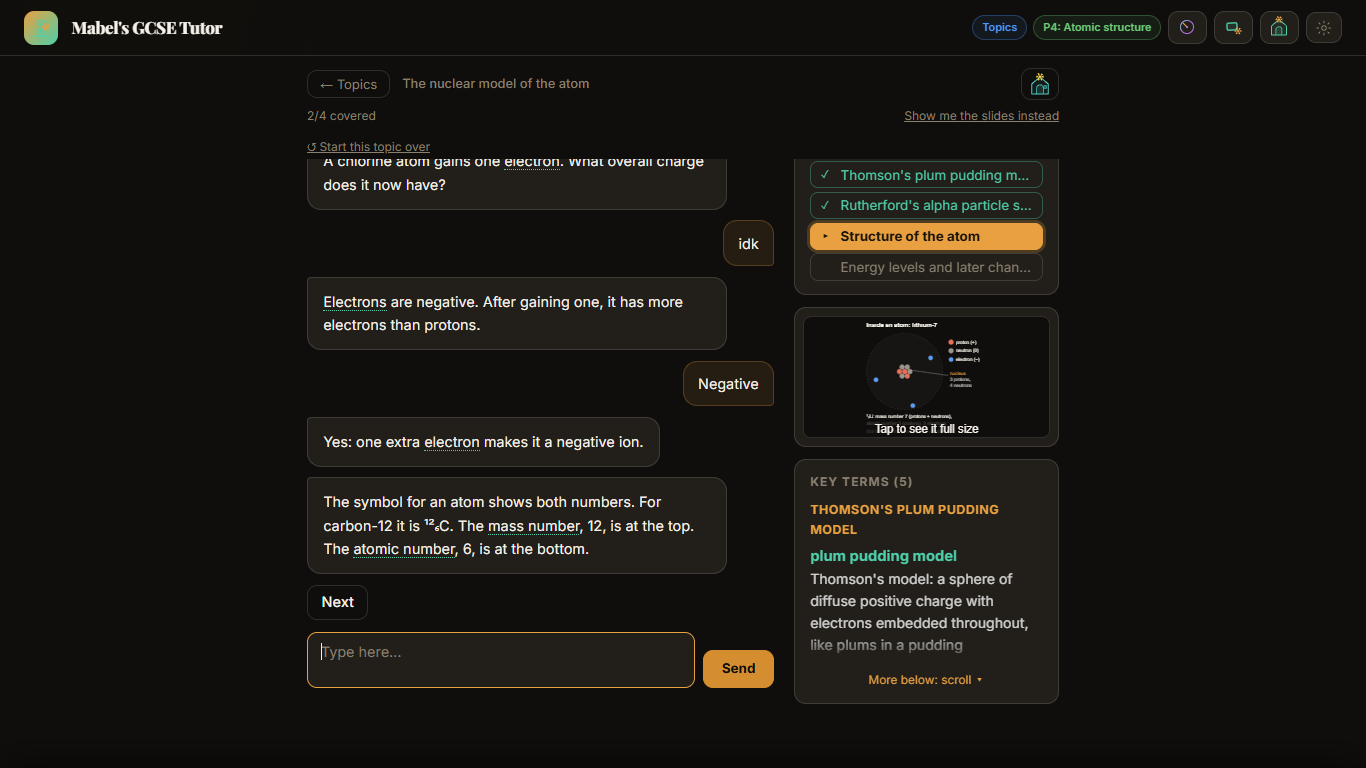 Mabel's GCSE Tutor
Topics
P4: Atomic structure
← Topics
The nuclear model of the atom
2/4 covered
Show me the slides instead
↺ Start this topic over
A chlorine atom gains one electron. What overall charge
does it now have?
idk
Electrons are negative. After gaining one, it has more
electrons than protons.
Negative
Yes: one extra electron makes it a negative ion.
The symbol for an atom shows both numbers. For
carbon-12 it is ¹²₆C. The mass number, 12, is at the top.
The atomic number, 6, is at the bottom.
Next
Type here...
Send
✓ Thomson's plum pudding m...
✓ Rutherford's alpha particle s...
▸ Structure of the atom
Energy levels and later chan...
Inside an atom: lithium-7
proton (+)
neutron (0)
electron (−)
nucleus
3 protons,
4 neutrons
⁷₃Li: mass number 7 (protons + neutrons),
Tap to see it full size
KEY TERMS (5)
THOMSON'S PLUM PUDDING
MODEL
plum pudding model
Thomson's model: a sphere of
diffuse positive charge with
electrons embedded throughout,
like plums in a pudding
More below: scroll ▾